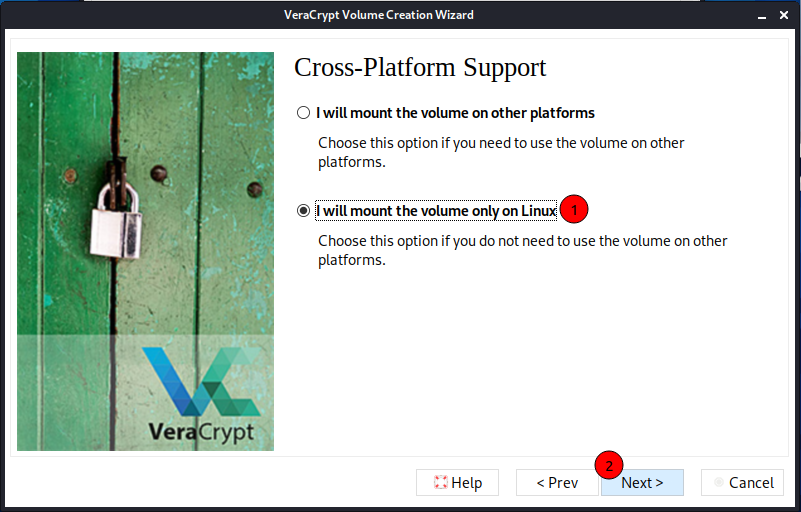 VeraCrypt Volume Creation Wizard
Cross-Platform Support
I will mount the volume on other platforms
Choose this option if you need to use the volume on other
platforms.
I will mount the volume only on Linux
1
Choose this option if you do not need to use the volume on other
platforms.
VeraCrypt
2
Help
< Prev
Next >
Cancel